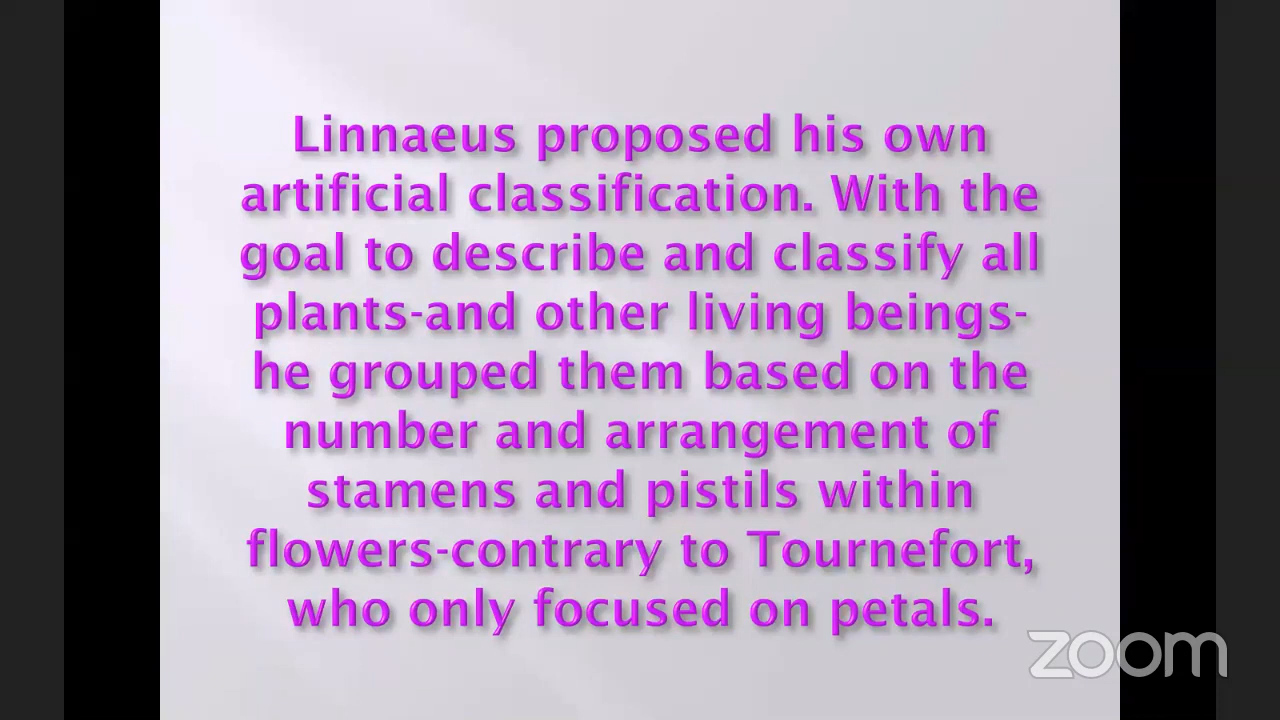 Linnaeus proposed his own
artificial classification. With the
goal to describe and classify all
plants-and other living beings-
he grouped them based on the
number and arrangement of
stamens and pistils within
flowers-contrary to Tournefort,
who only focused on petals.
zoom